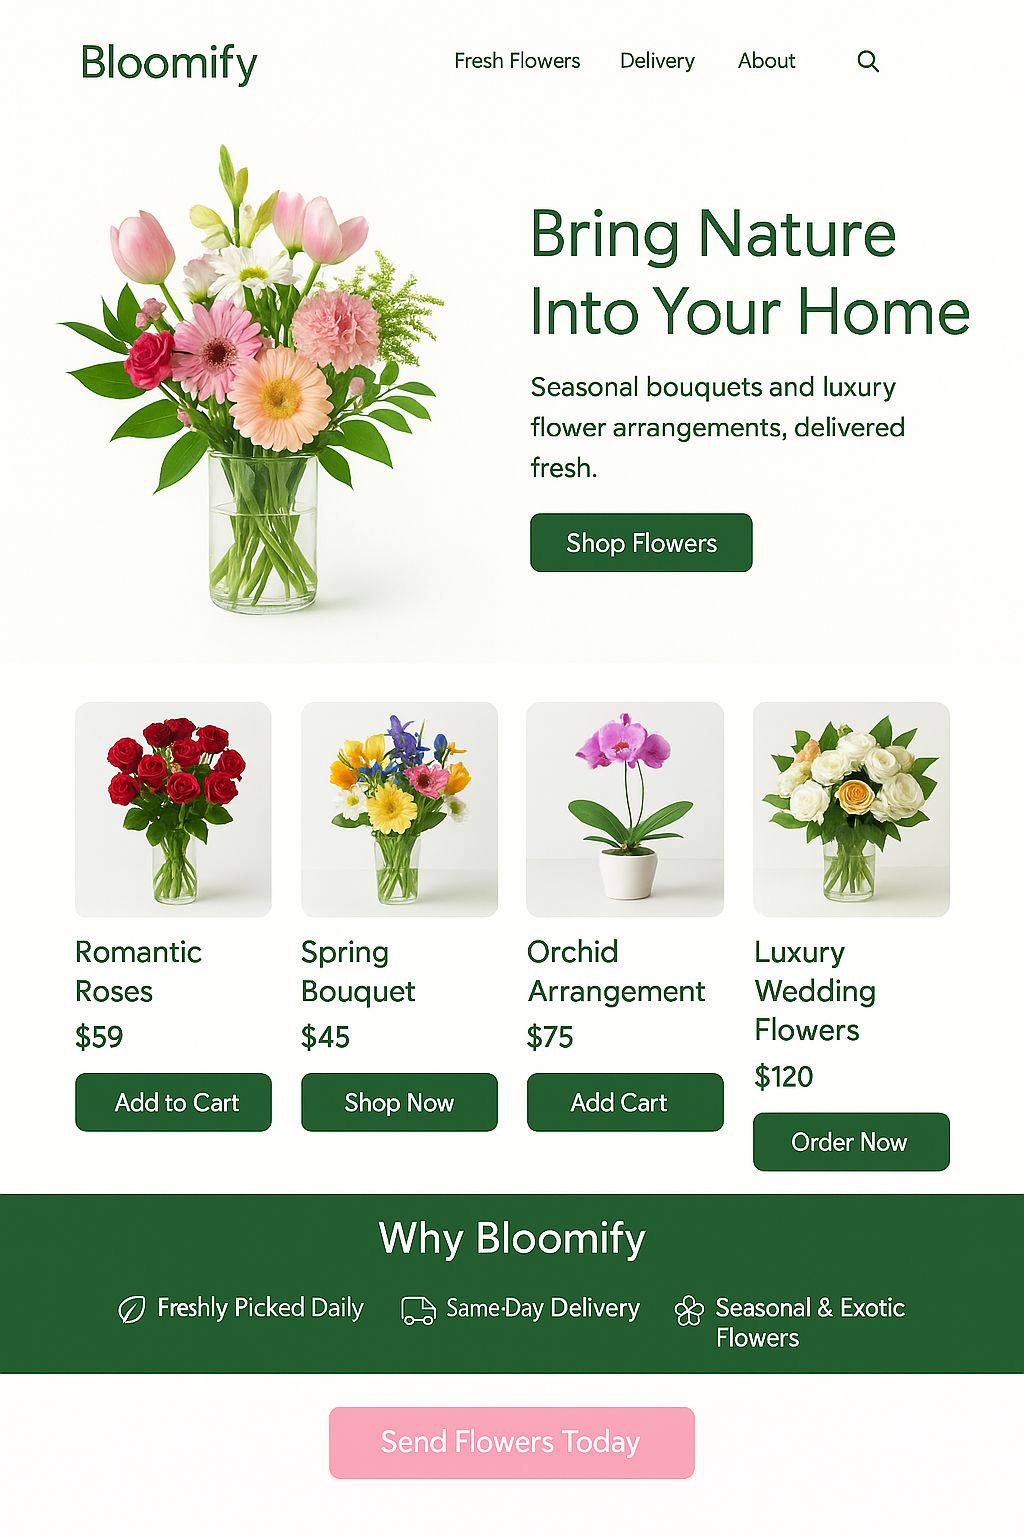 Bloomify
Fresh Flowers
Delivery
About
Bring Nature
Into Your Home
Seasonal bouquets and luxury
flower arrangements, delivered
fresh.
Shop Flowers
Romantic
Roses
$59
Add to Cart
Spring
Bouquet
$45
Shop Now
Orchid
Arrangement
$75
Add Cart
Luxury
Wedding
Flowers
$120
Order Now
Why Bloomify
Freshly Picked Daily
Same-Day Delivery
Seasonal & Exotic
Flowers
Send Flowers Today